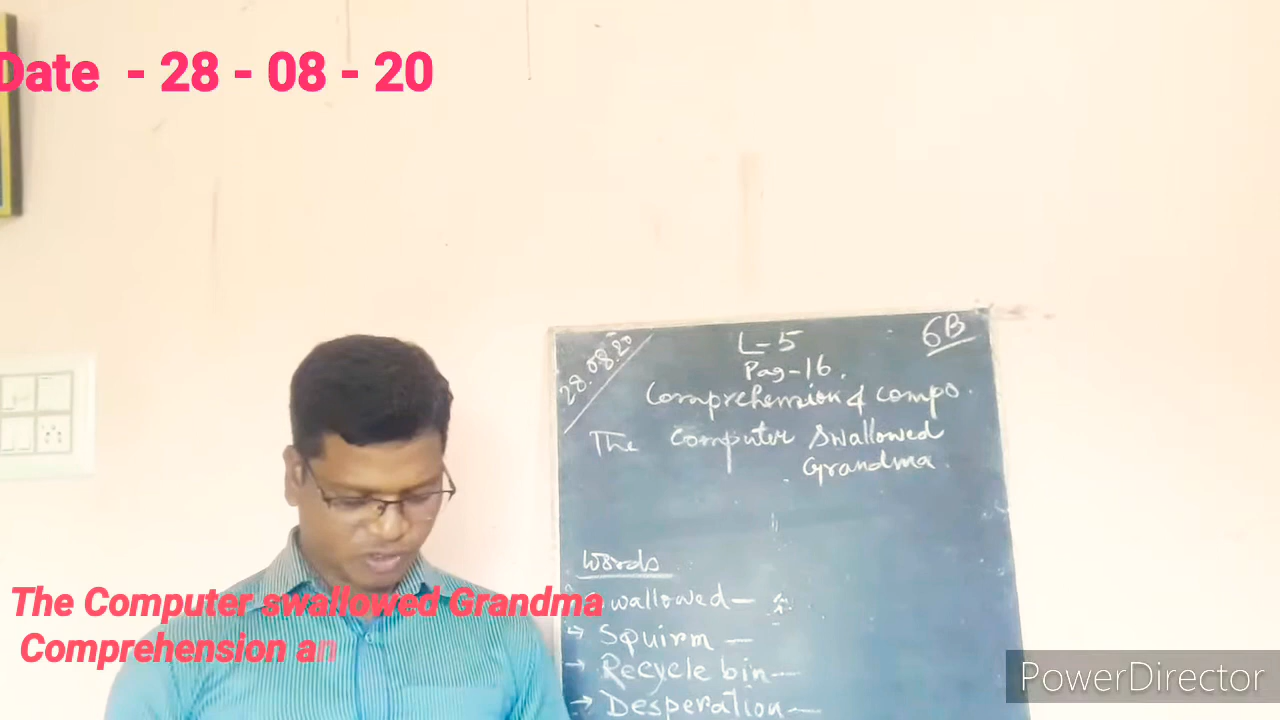 Date - 28 - 08 - 20
28.08.20
L-5
6B
Pag-16.
Comprehension & compo.
The Computer Swallowed
Grandma
Words
Swallowed -
→ Squirm -
→ Recycle bin -
→ Desperation -
The Computer swallowed Grandma
Comprehension an
PowerDirector